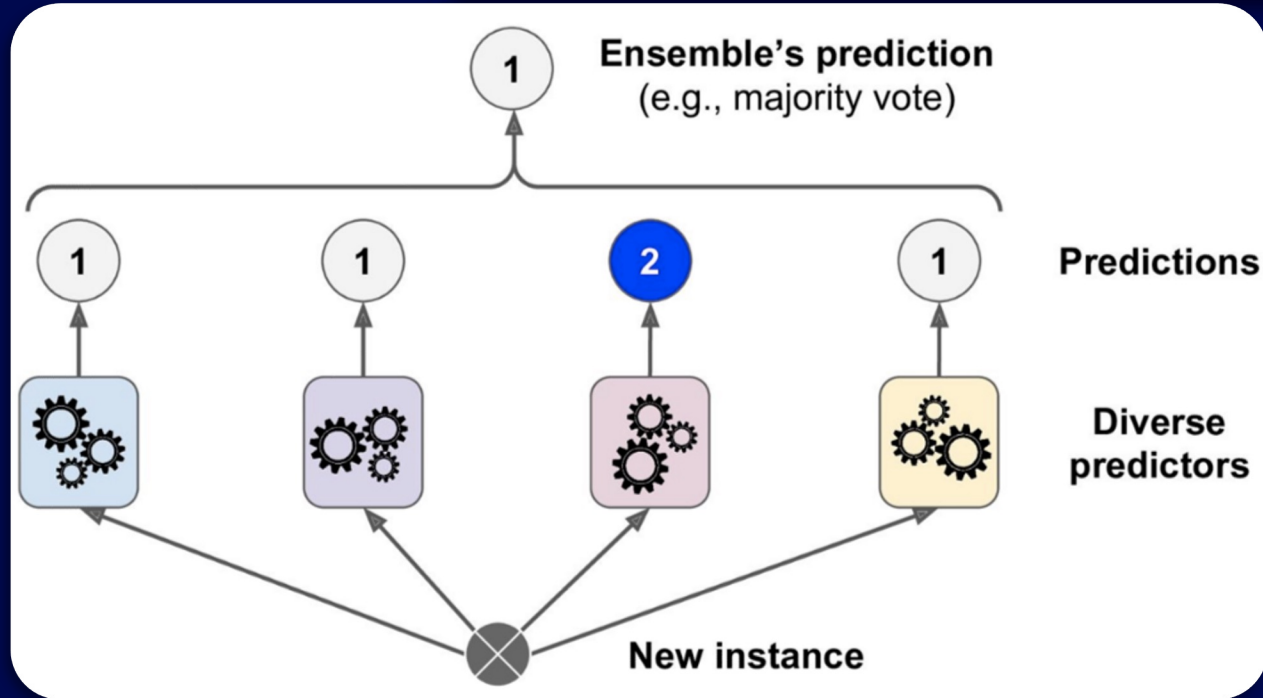 1
Ensemble’s prediction
(e.g., majority vote)
1 1 2 1 Predictions
Diverse
predictors
New instance